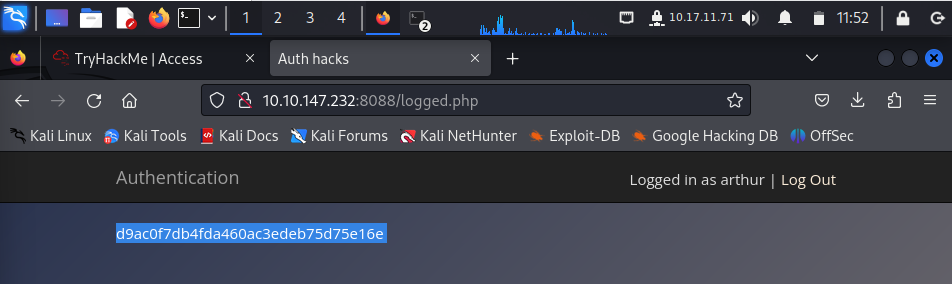 1 2 3 4 2 10.17.11.71 11:52
TryHackMe | Access Auth hacks
10.10.147.232:8088/logged.php
Kali Linux Kali Tools Kali Docs Kali Forums Kali NetHunter Exploit-DB Google Hacking DB OffSec
Authentication Logged in as arthur | Log Out
d9ac0f7db4fda460ac3edeb75d75e16e